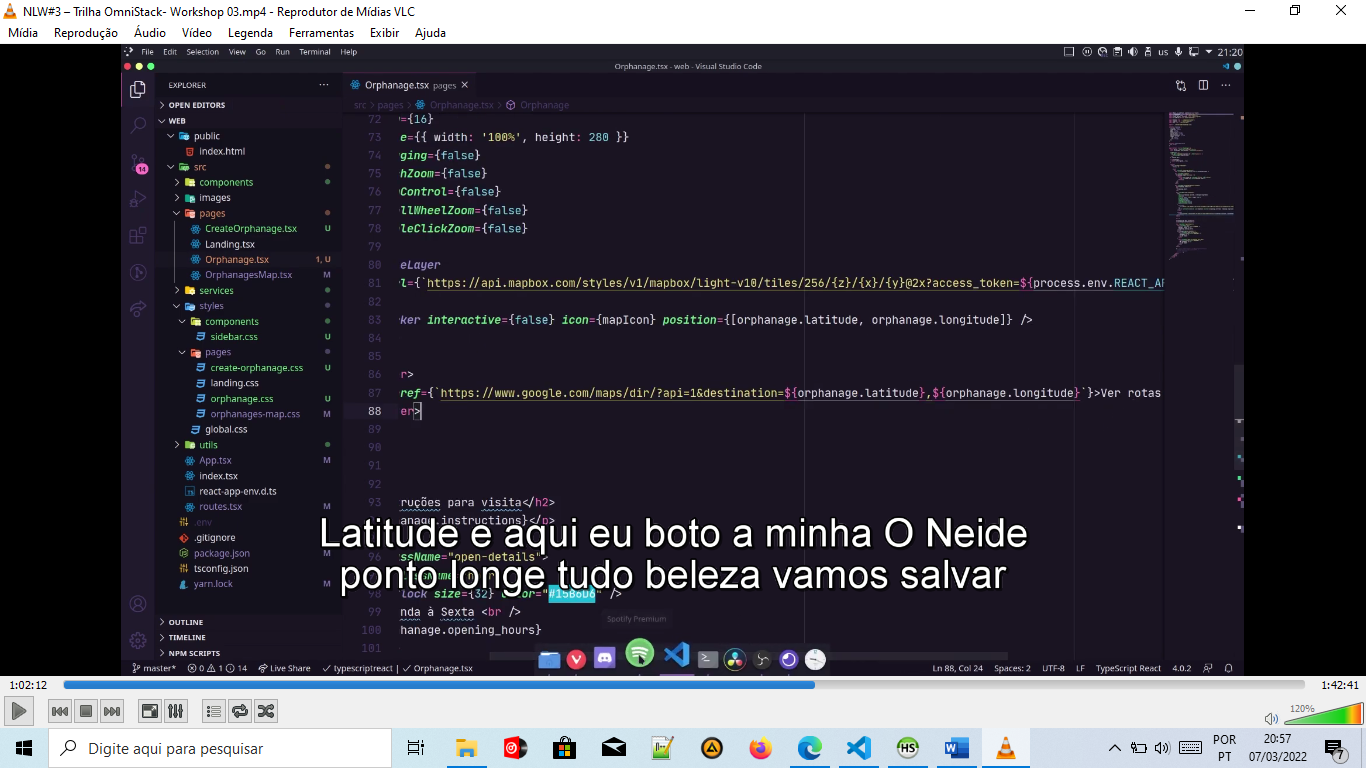 NLW#3 – Trilha OmniStack- Workshop 03.mp4 - Reprodutor de Mídias VLC
Mídia Reprodução Áudio Vídeo Legenda Ferramentas Exibir Ajuda
File Edit Selection View Go Run Terminal Help
us 21:20
Orphanage.tsx - web - Visual Studio Code
EXPLORER
Orphanage.tsx pages
OPEN EDITORS
src > pages > Orphanage.tsx > Orphanage
WEB
public
index.html
src
components
images
pages
CreateOrphanage.tsx U
Landing.tsx
Orphanage.tsx 1, U
OrphanagesMap.tsx M
services
styles
components
sidebar.css U
pages
create-orphanage.css U
landing.css
orphanage.css U
orphanages-map.css M
global.css
utils
App.tsx M
index.tsx
react-app-env.d.ts
routes.tsx M
.env
.gitignore
package.json M
tsconfig.json
yarn.lock M
OUTLINE
TIMELINE
NPM SCRIPTS
14
72 ={16}
73 e={{ width: '100%', height: 280 }}
74 ging={false}
75 hZoom={false}
76 Control={false}
77 llWheelZoom={false}
78 leClickZoom={false}
79
80 eLayer
81 l={`https://api.mapbox.com/styles/v1/mapbox/light-v10/tiles/256/{z}/{x}/{y}@2x?access_token=${process.env.REACT_AP
82
83 ker interactive={false} icon={mapIcon} position={[orphanage.latitude, orphanage.longitude]} />
84
85
86 r>
87 ref={`https://www.google.com/maps/dir/?api=1&destination=${orphanage.latitude},${orphanage.longitude}`}>Ver rotas
88 er>
89
90
91
92
93 ruções para visita</h2>
anage.instructions}</p>
Latitude e aqui eu boto a minha O Neide
96 ssName="open-details">
ponto longe tudo beleza vamos salvar
98 lock size={32} color="#15B6D6" />
99 nda à Sexta <br />
100 hanage.opening_hours}
101
Spotify Premium
master* 0 1 14 Live Share typescriptreact | Orphanage.tsx
Ln 88, Col 24 Spaces: 2 UTF-8 LF TypeScript React 4.0.2
1:02:12 1:42:41
120%
Digite aqui para pesquisar
HS
POR
PT
20:57
07/03/2022
7